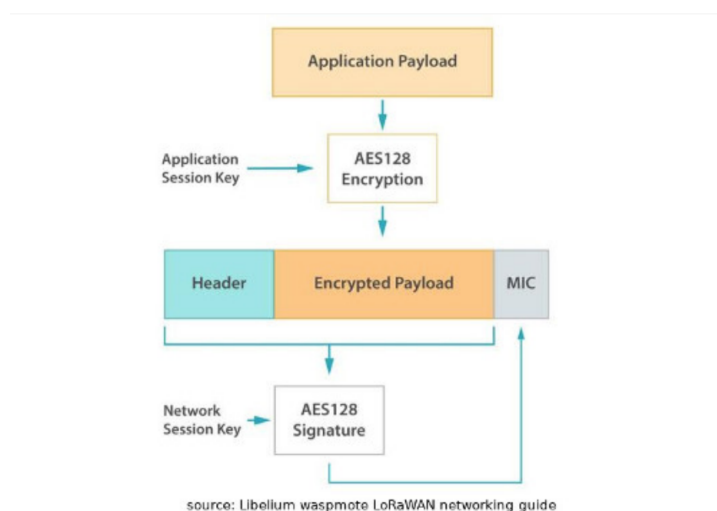 Application Payload
Application
Session Key
AES128
Encryption
Header
Encrypted Payload
MIC
Network
Session Key
AES128
Signature
source: Libelium waspmote LoRaWAN networking guide